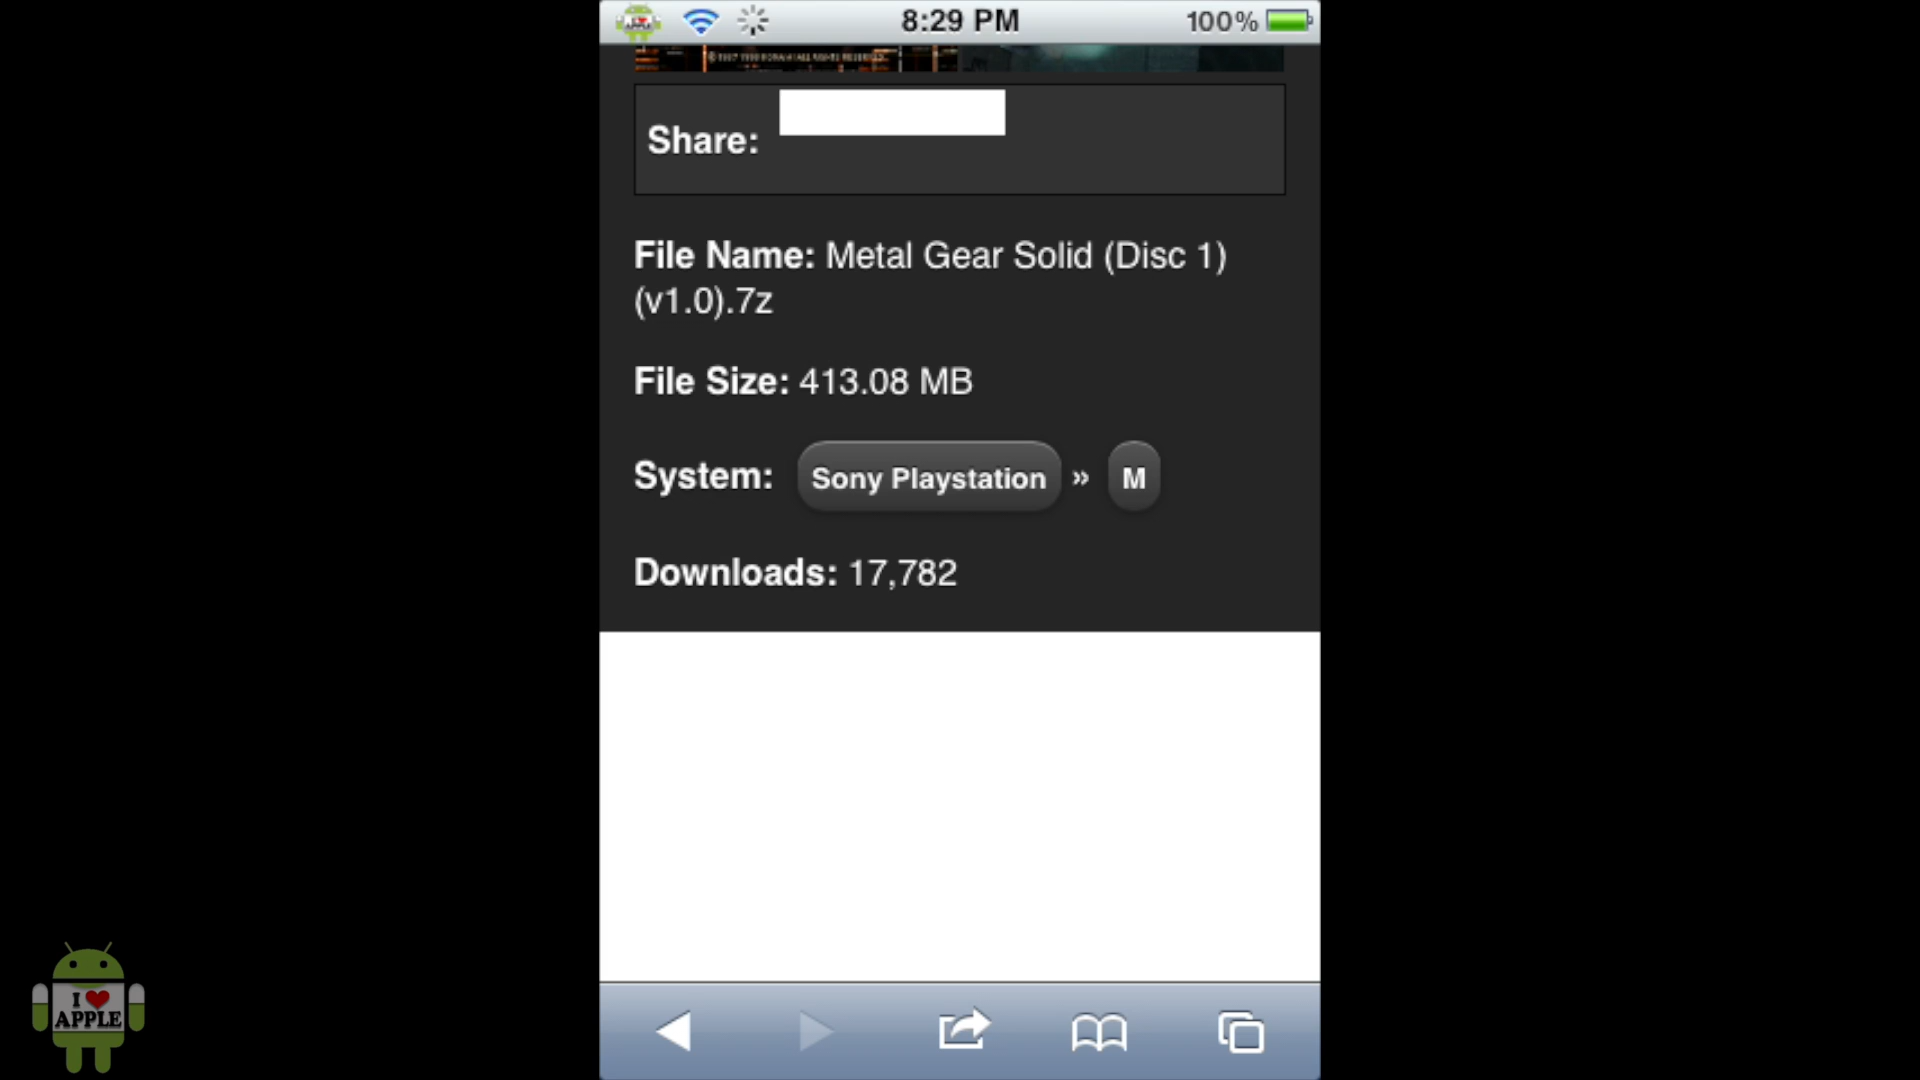 8:29 PM
100%
Share:
File Name: Metal Gear Solid (Disc 1)
(v1.0).7z
File Size: 413.08 MB
System: Sony Playstation » M
Downloads: 17,782
I
APPLE